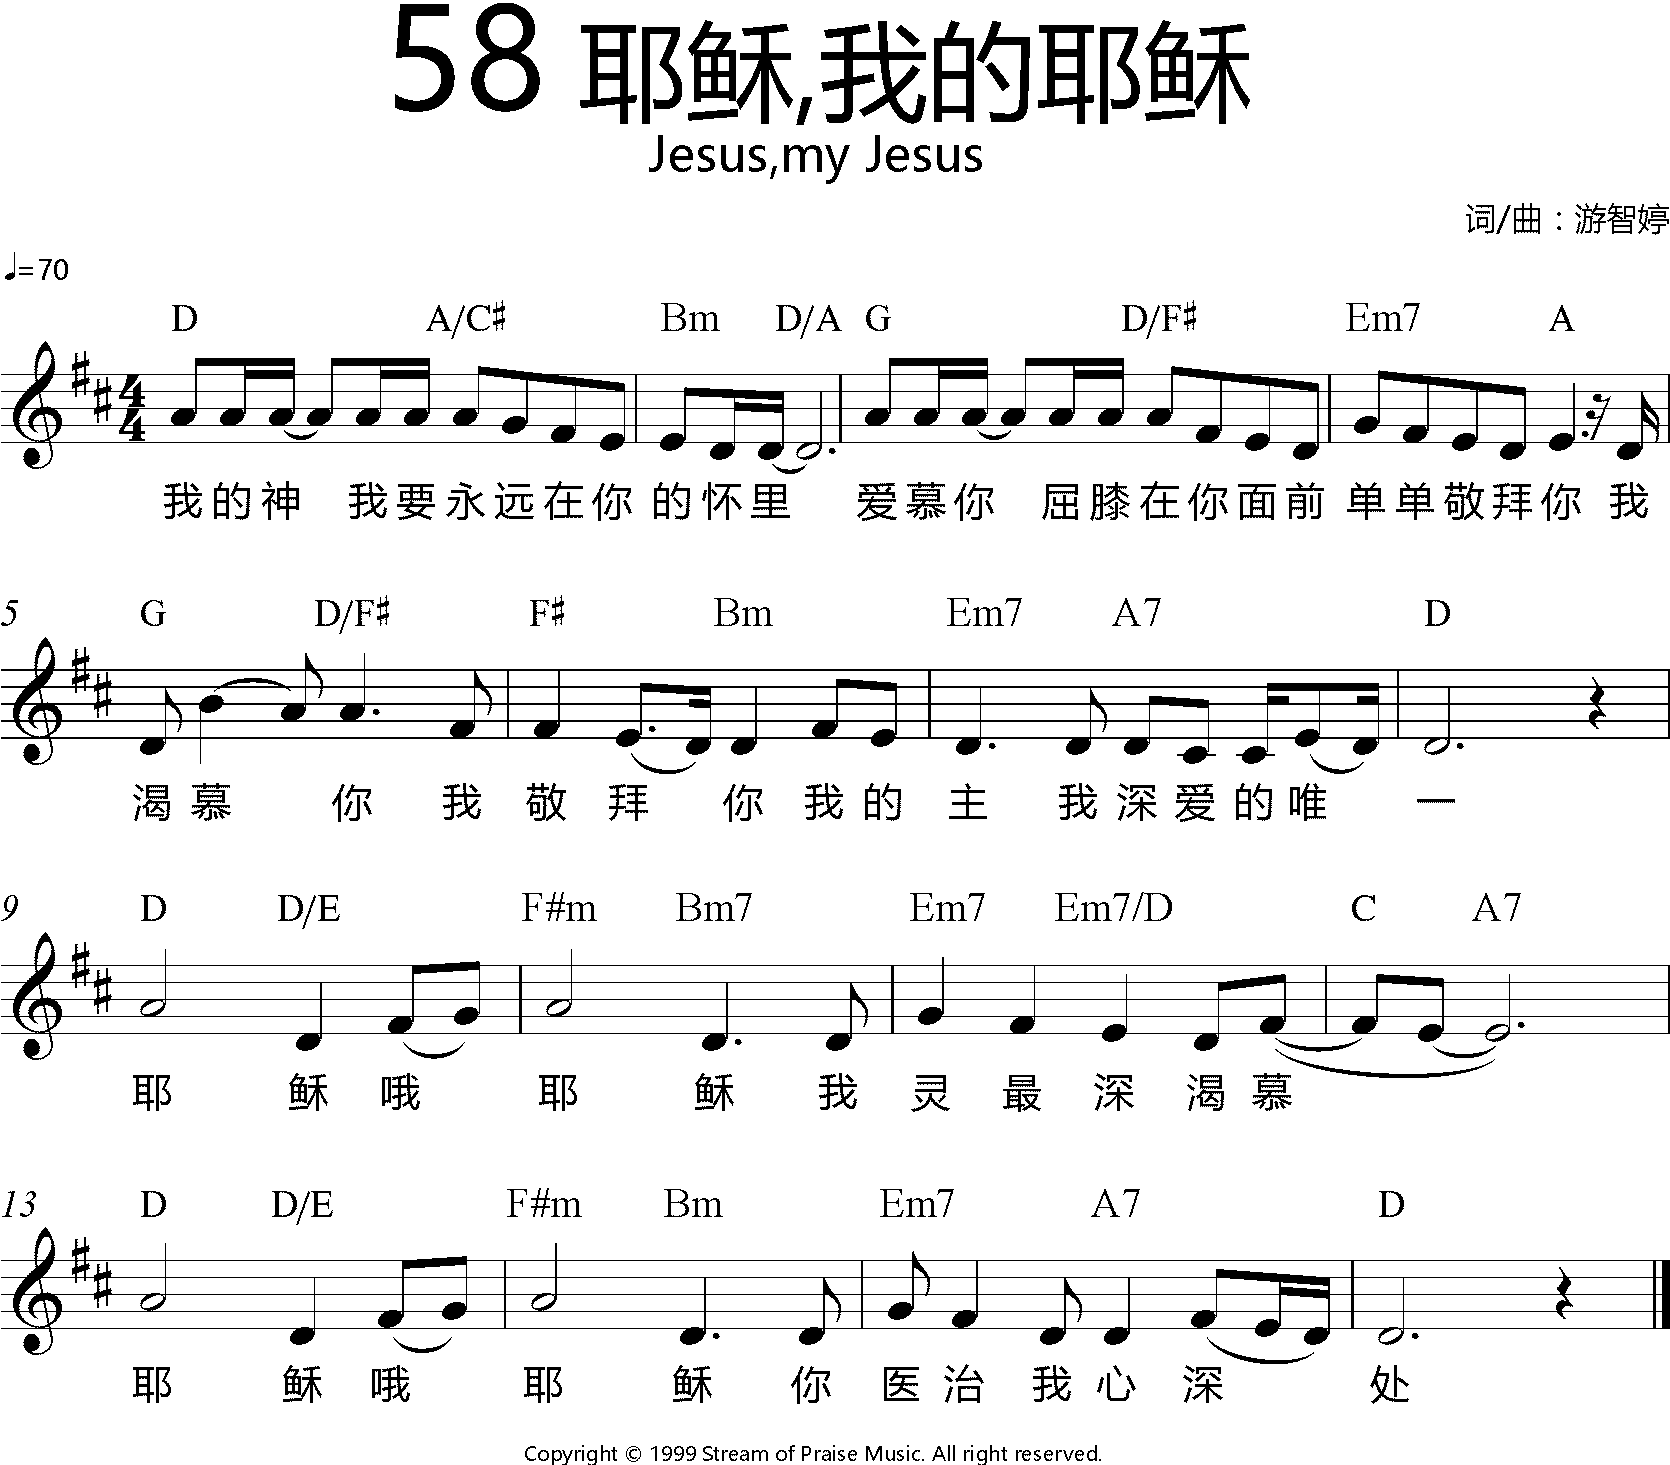 58 耶稣,我的耶稣
Jesus,my Jesus
词/曲：游智婷
♩= 70
D A/C♯ Bm D/A G D/F♯ Em7 A
我的神 我要永远在你的怀里 爱慕你 屈膝在你面前单单敬拜你 我
5 G D/F♯ F♯ Bm Em7 A7 D
渴慕 你 我 敬 拜 你 我 的 主 我 深 爱 的 唯 一
9 D D/E F#m Bm7 Em7 Em7/D C A7
耶 稣 哦 耶 稣 我 灵 最 深 渴 慕
13 D D/E F#m Bm Em7 A7 D
耶 稣 哦 耶 稣 你 医 治 我 心 深 处
Copyright © 1999 Stream of Praise Music. All right reserved.